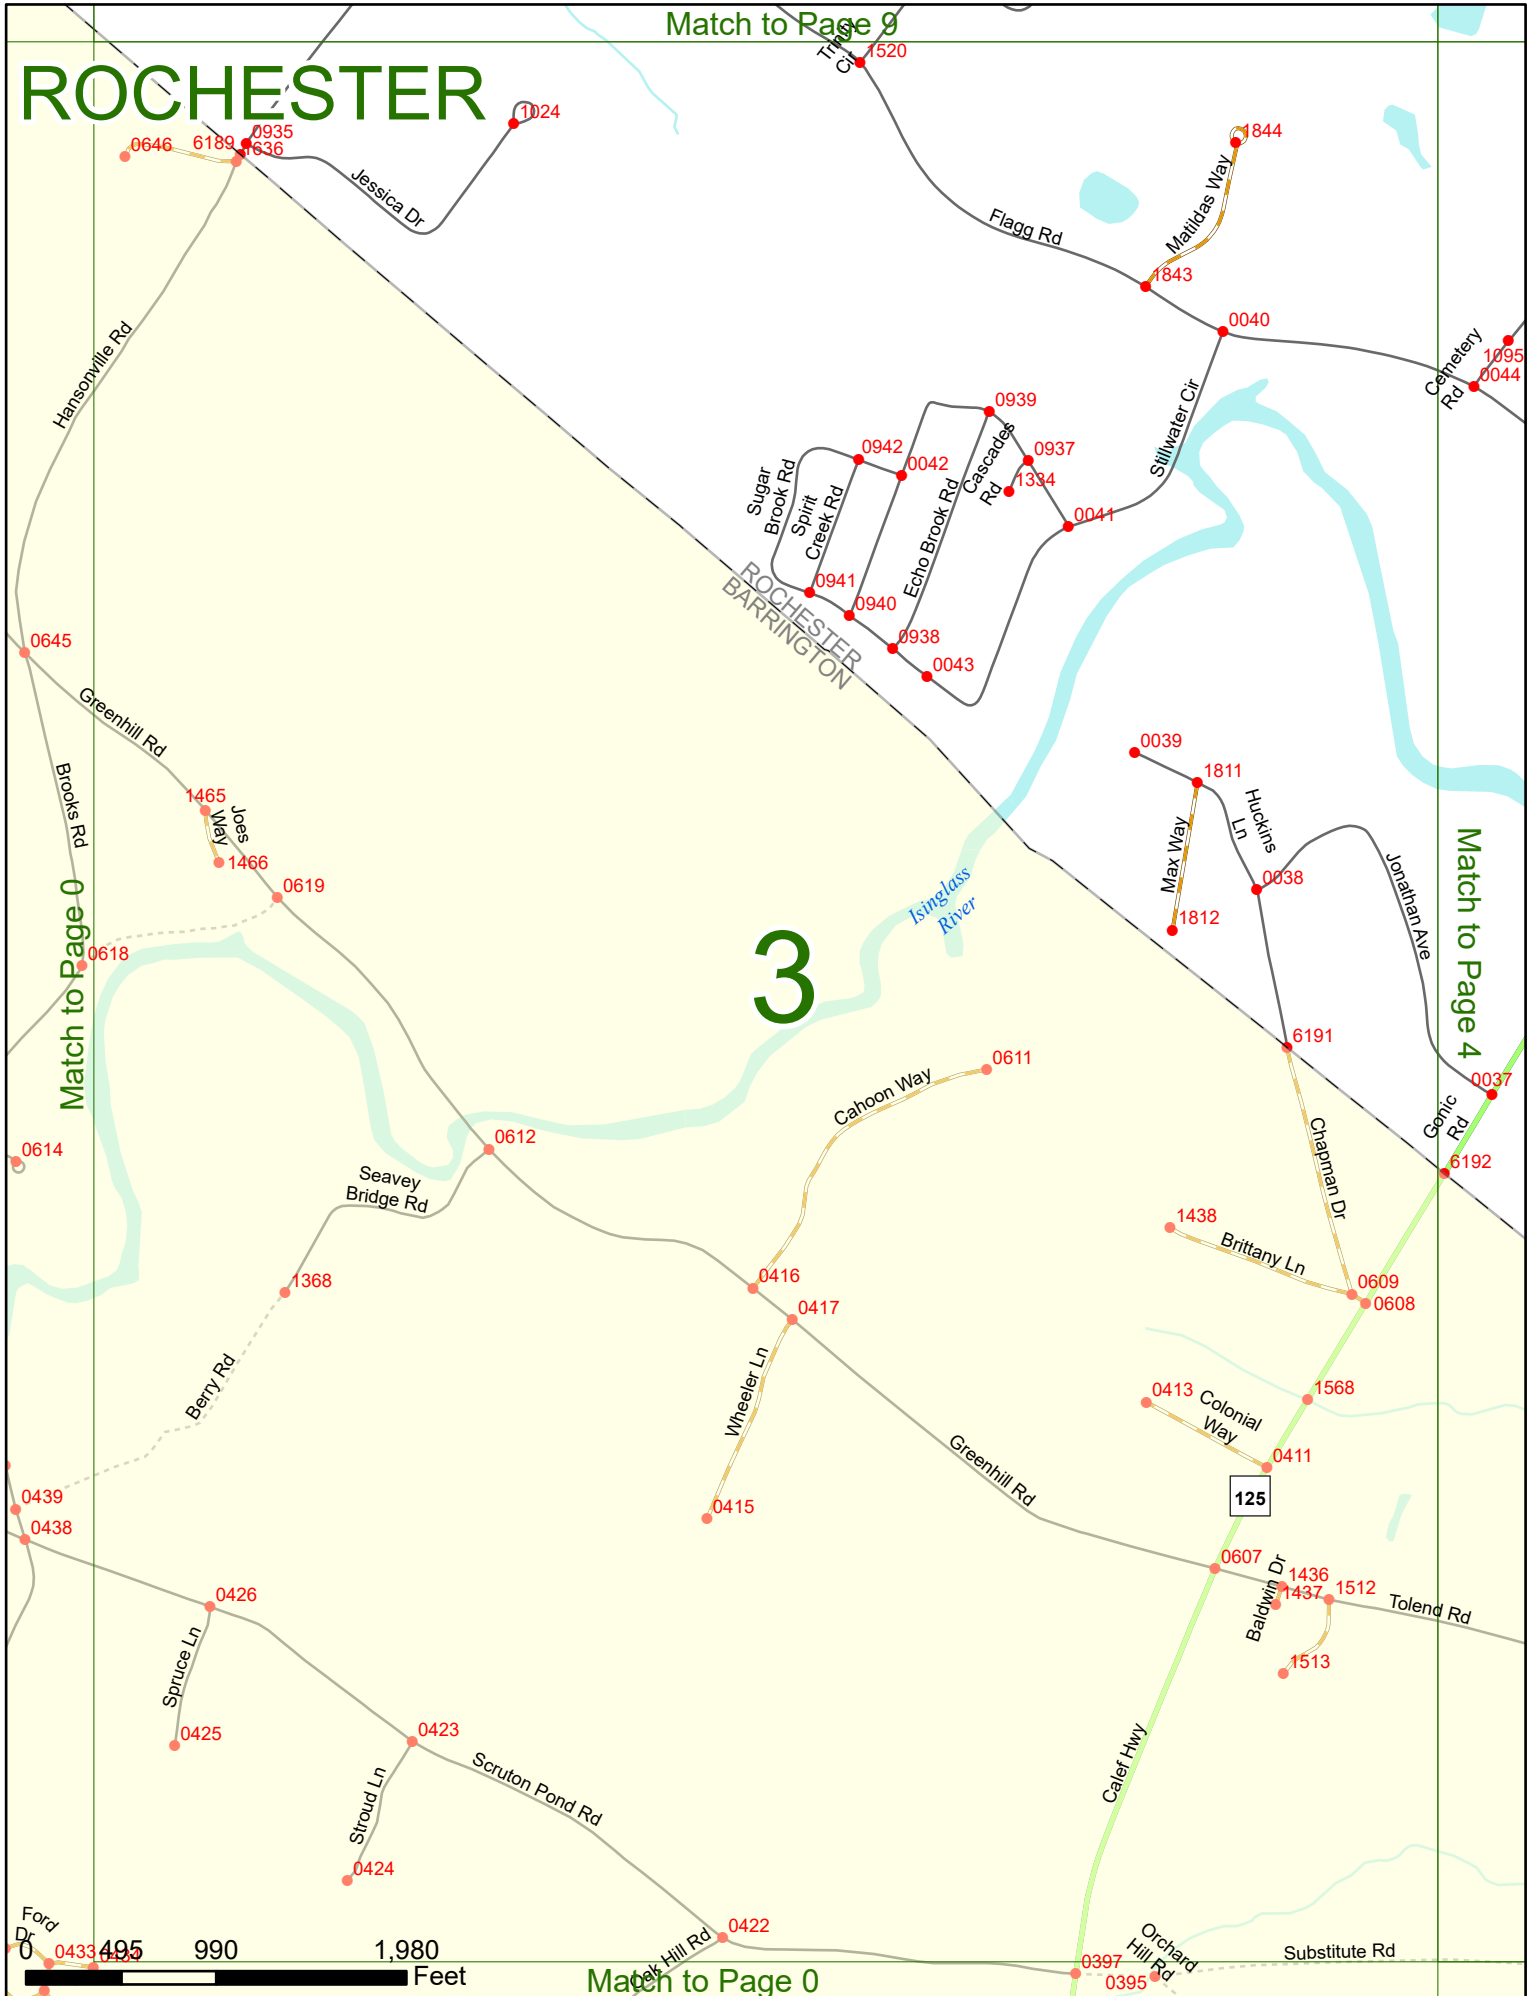 Match to Page 9
ROCHESTER
Trinity
Cir
1520
1024
0935
6189
1636
0646
1844
Jessica Dr
Matildas Way
Flagg Rd
1843
0040
Hansonville Rd
Cemetery
Rd
1095
0044
Stillwater Cir
0939
Cascades
Rd
0937
1334
0942
0042
Sugar
Brook Rd
Spirit
Creek Rd
Echo Brook Rd
0041
0941
0940
ROCHESTER
BARRINGTON
0938
0043
0645
Greenhill Rd
0039
1811
Brooks Rd
1465
Joes
Way
1466
Huckins
Ln
Max Way
0038
Jonathan Ave
Match to Page 4
0619
1812
Isinglass
River
Match to Page 0
0618
3
6191
0611
Cahoon Way
0037
Gonic
Rd
0614
0612
Chapman Dr
6192
Seavey
Bridge Rd
1438
Brittany Ln
1368
0416
0609
0608
0417
Berry Rd
Wheeler Ln
0413
Colonial
Way
1568
0411
Greenhill Rd
125
0439
0415
0438
0607
Baldwin Dr
1436
1437
1512
Tolend Rd
0426
Spruce Ln
1513
0425
0423
Scruton Pond Rd
Stroud Ln
Calef Hwy
0424
Ford
Dr
0422
Oak Hill Rd
Orchard
Hill Rd
Substitute Rd
0433
0434
0397
0395
0 495 990 1,980
Feet
Match to Page 0